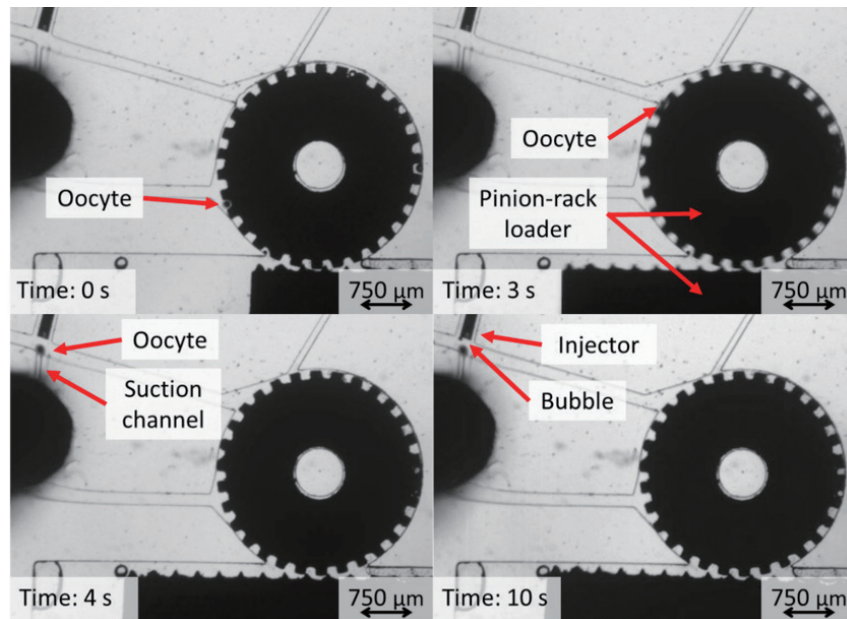 Oocyte
Time: 0 s
750 μm
Oocyte
Pinion-rack
loader
Time: 3 s
750 μm
Oocyte
Suction
channel
Time: 4 s
750 μm
Injector
Bubble
Time: 10 s
750 μm